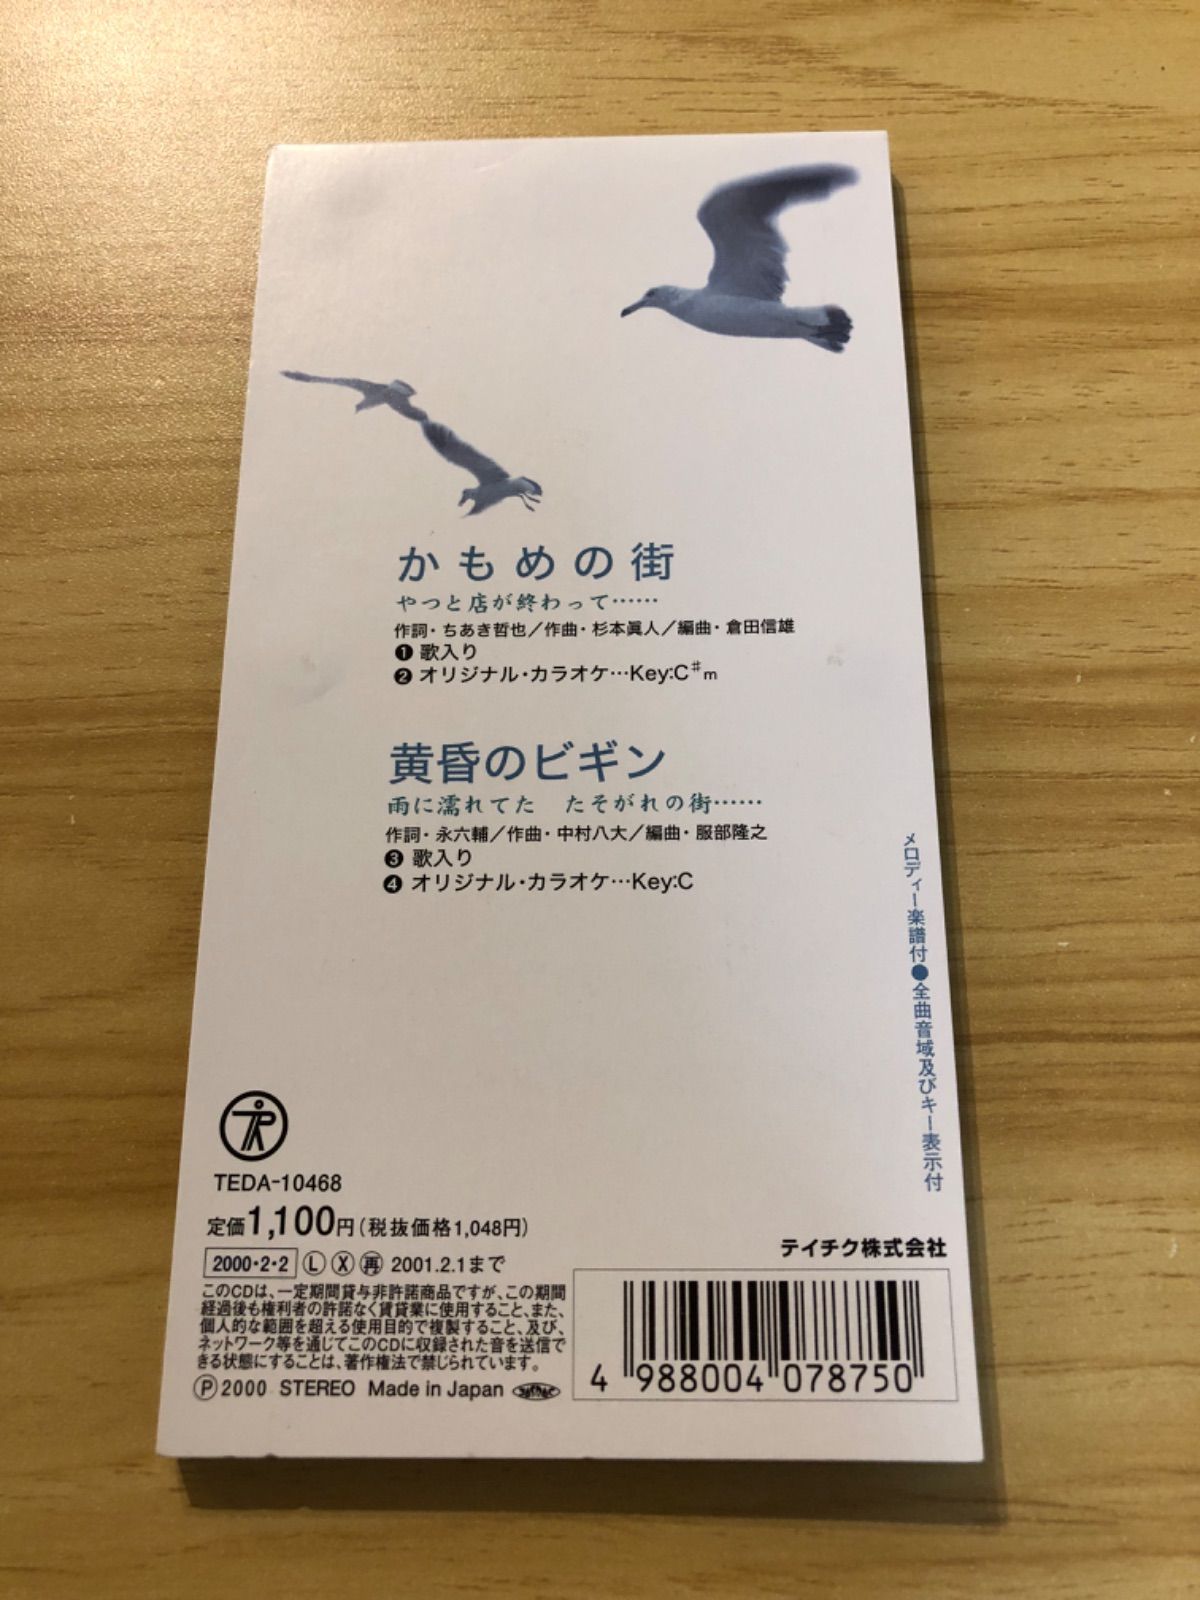 かもめの街
やつと店が終わって……
作詞・ちあき哲也／作曲・杉本眞人／編曲・倉田信雄
❶ 歌入り
❷ オリジナル・カラオケ…Key:C♯m
黄昏のビギン
雨に濡れてた　たそがれの街……
作詞・永六輔／作曲・中村八大／編曲・服部隆之
❸ 歌入り
❹ オリジナル・カラオケ…Key:C
メロディー楽譜付●全曲音域及びキー表示付
TEDA-10468
定価1,100円(税抜価格1,048円)
2000・2・2 Ⓛ Ⓧ ㊢ 2001.2.1まで
このCDは、一定期間貸与非許諾商品ですが、この期間
経過後も権利者の許諾なく賃貸業に使用すること、また、
個人的な範囲を超える使用目的で複製すること、及び、
ネットワーク等を通じてこのCDに収録された音を送信で
きる状態にすることは、著作権法で禁じられています。
Ⓟ2000 STEREO Made in Japan
テイチク株式会社
4 988004 078750